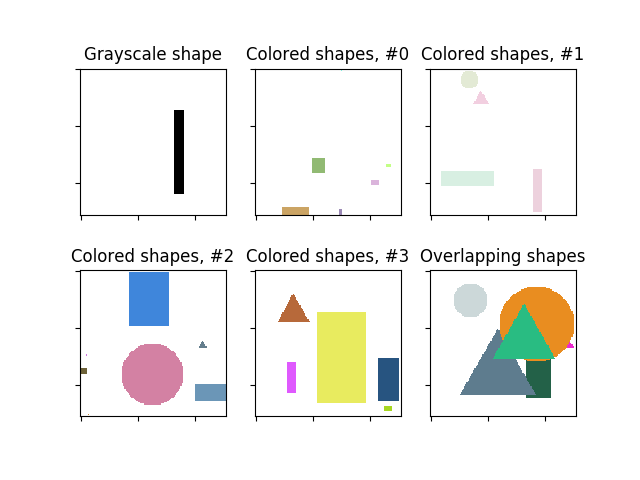 Grayscale shape
Colored shapes, #0
Colored shapes, #1
Colored shapes, #2
Colored shapes, #3
Overlapping shapes